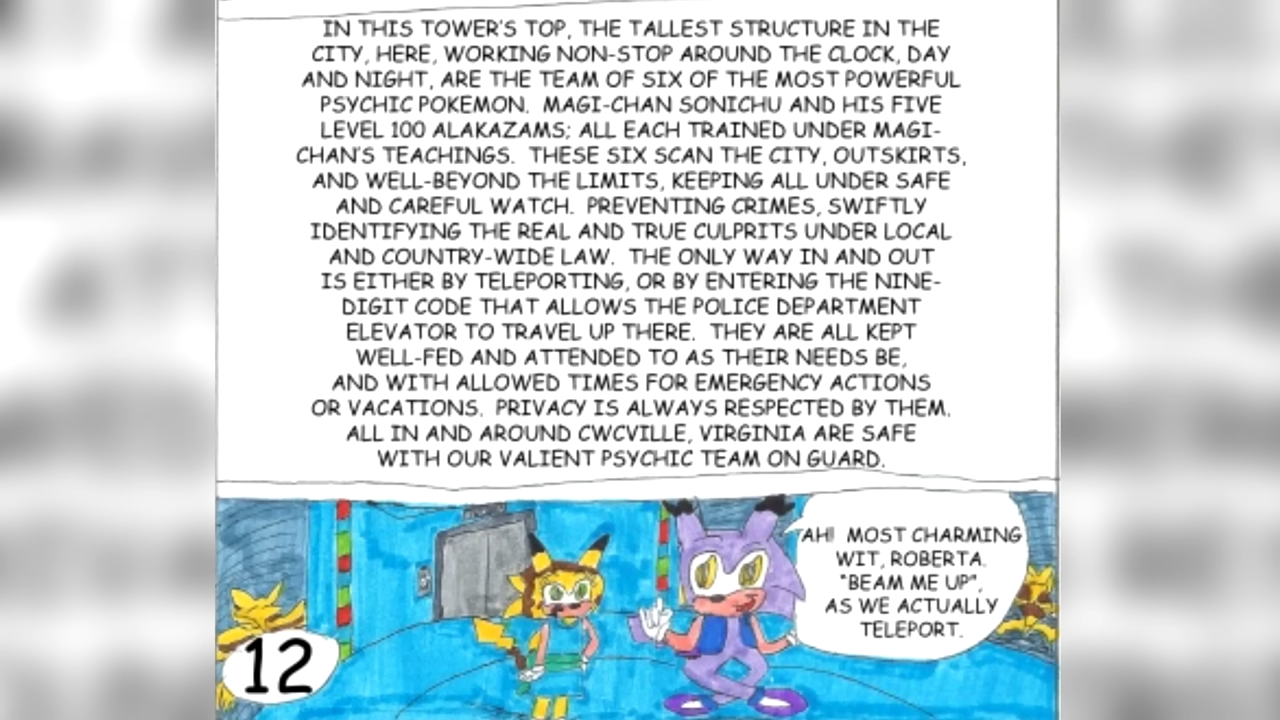 IN THIS TOWER'S TOP, THE TALLEST STRUCTURE IN THE
CITY, HERE, WORKING NON-STOP AROUND THE CLOCK, DAY
AND NIGHT, ARE THE TEAM OF SIX OF THE MOST POWERFUL
PSYCHIC POKEMON. MAGI-CHAN SONICHU AND HIS FIVE
LEVEL 100 ALAKAZAMS; ALL EACH TRAINED UNDER MAGI-
CHAN'S TEACHINGS. THESE SIX SCAN THE CITY, OUTSKIRTS,
AND WELL-BEYOND THE LIMITS, KEEPING ALL UNDER SAFE
AND CAREFUL WATCH. PREVENTING CRIMES, SWIFTLY
IDENTIFYING THE REAL AND TRUE CULPRITS UNDER LOCAL
AND COUNTRY-WIDE LAW. THE ONLY WAY IN AND OUT
IS EITHER BY TELEPORTING, OR BY ENTERING THE NINE-
DIGIT CODE THAT ALLOWS THE POLICE DEPARTMENT
ELEVATOR TO TRAVEL UP THERE. THEY ARE ALL KEPT
WELL-FED AND ATTENDED TO AS THEIR NEEDS BE,
AND WITH ALLOWED TIMES FOR EMERGENCY ACTIONS
OR VACATIONS. PRIVACY IS ALWAYS RESPECTED BY THEM.
ALL IN AND AROUND CWCVILLE, VIRGINIA ARE SAFE
WITH OUR VALIENT PSYCHIC TEAM ON GUARD.
AH! MOST CHARMING
WIT, ROBERTA.
"BEAM ME UP",
AS WE ACTUALLY
TELEPORT.
12